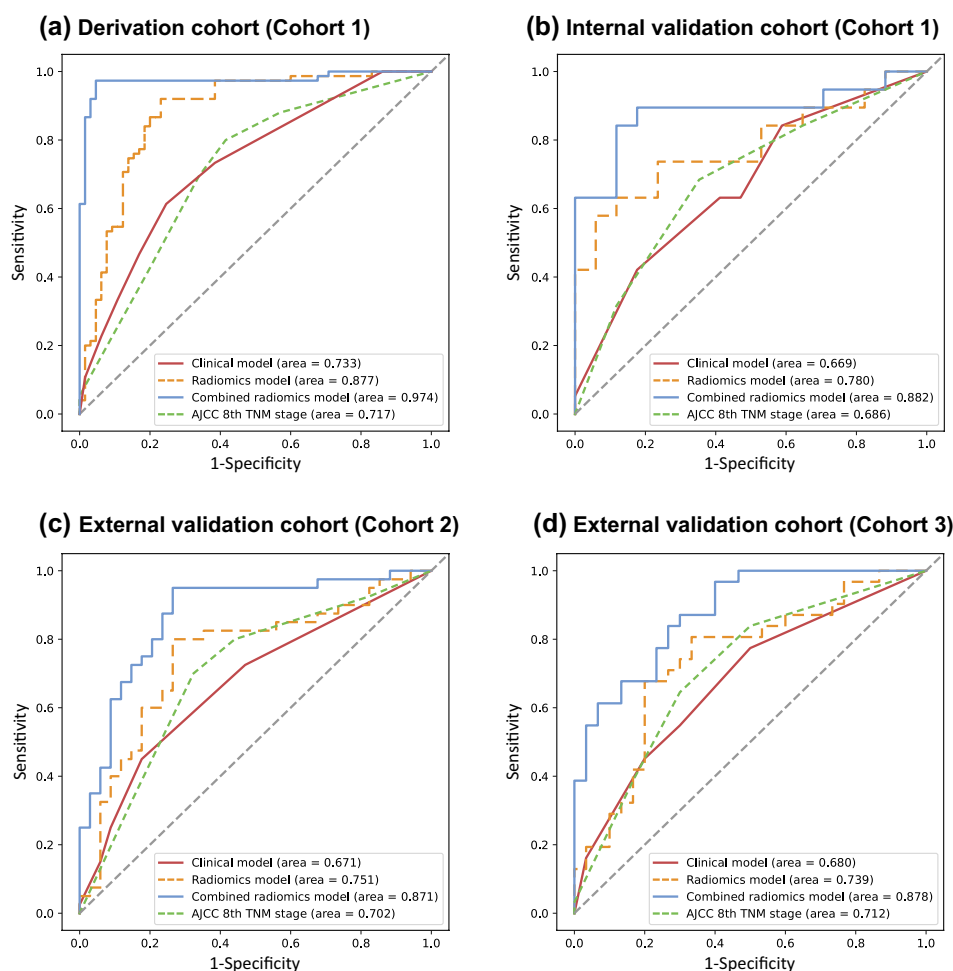 (a) Derivation cohort (Cohort 1)
1.0
0.8
0.6
0.4
0.2
0.0
Sensitivity
Clinical model (area = 0.733)
Radiomics model (area = 0.877)
Combined radiomics model (area = 0.974)
AJCC 8th TNM stage (area = 0.717)
0.0 0.2 0.4 0.6 0.8 1.0
1-Specificity
(b) Internal validation cohort (Cohort 1)
1.0
0.8
0.6
0.4
0.2
0.0
Sensitivity
Clinical model (area = 0.669)
Radiomics model (area = 0.780)
Combined radiomics model (area = 0.882)
AJCC 8th TNM stage (area = 0.686)
0.0 0.2 0.4 0.6 0.8 1.0
1-Specificity
(c) External validation cohort (Cohort 2)
1.0
0.8
0.6
0.4
0.2
0.0
Sensitivity
Clinical model (area = 0.671)
Radiomics model (area = 0.751)
Combined radiomics model (area = 0.871)
AJCC 8th TNM stage (area = 0.702)
0.0 0.2 0.4 0.6 0.8 1.0
1-Specificity
(d) External validation cohort (Cohort 3)
1.0
0.8
0.6
0.4
0.2
0.0
Sensitivity
Clinical model (area = 0.680)
Radiomics model (area = 0.739)
Combined radiomics model (area = 0.878)
AJCC 8th TNM stage (area = 0.712)
0.0 0.2 0.4 0.6 0.8 1.0
1-Specificity